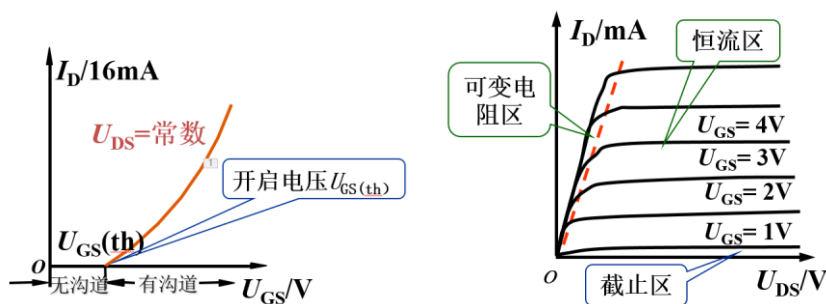 I_D/16mA
U_DS=常数
1
开启电压U_GS(th)
U_GS(th)
O
无沟道
有沟道
U_GS/V
I_D/mA
恒流区
可变电
阻区
U_GS= 4V
U_GS= 3V
U_GS= 2V
U_GS= 1V
O
截止区
U_DS/V